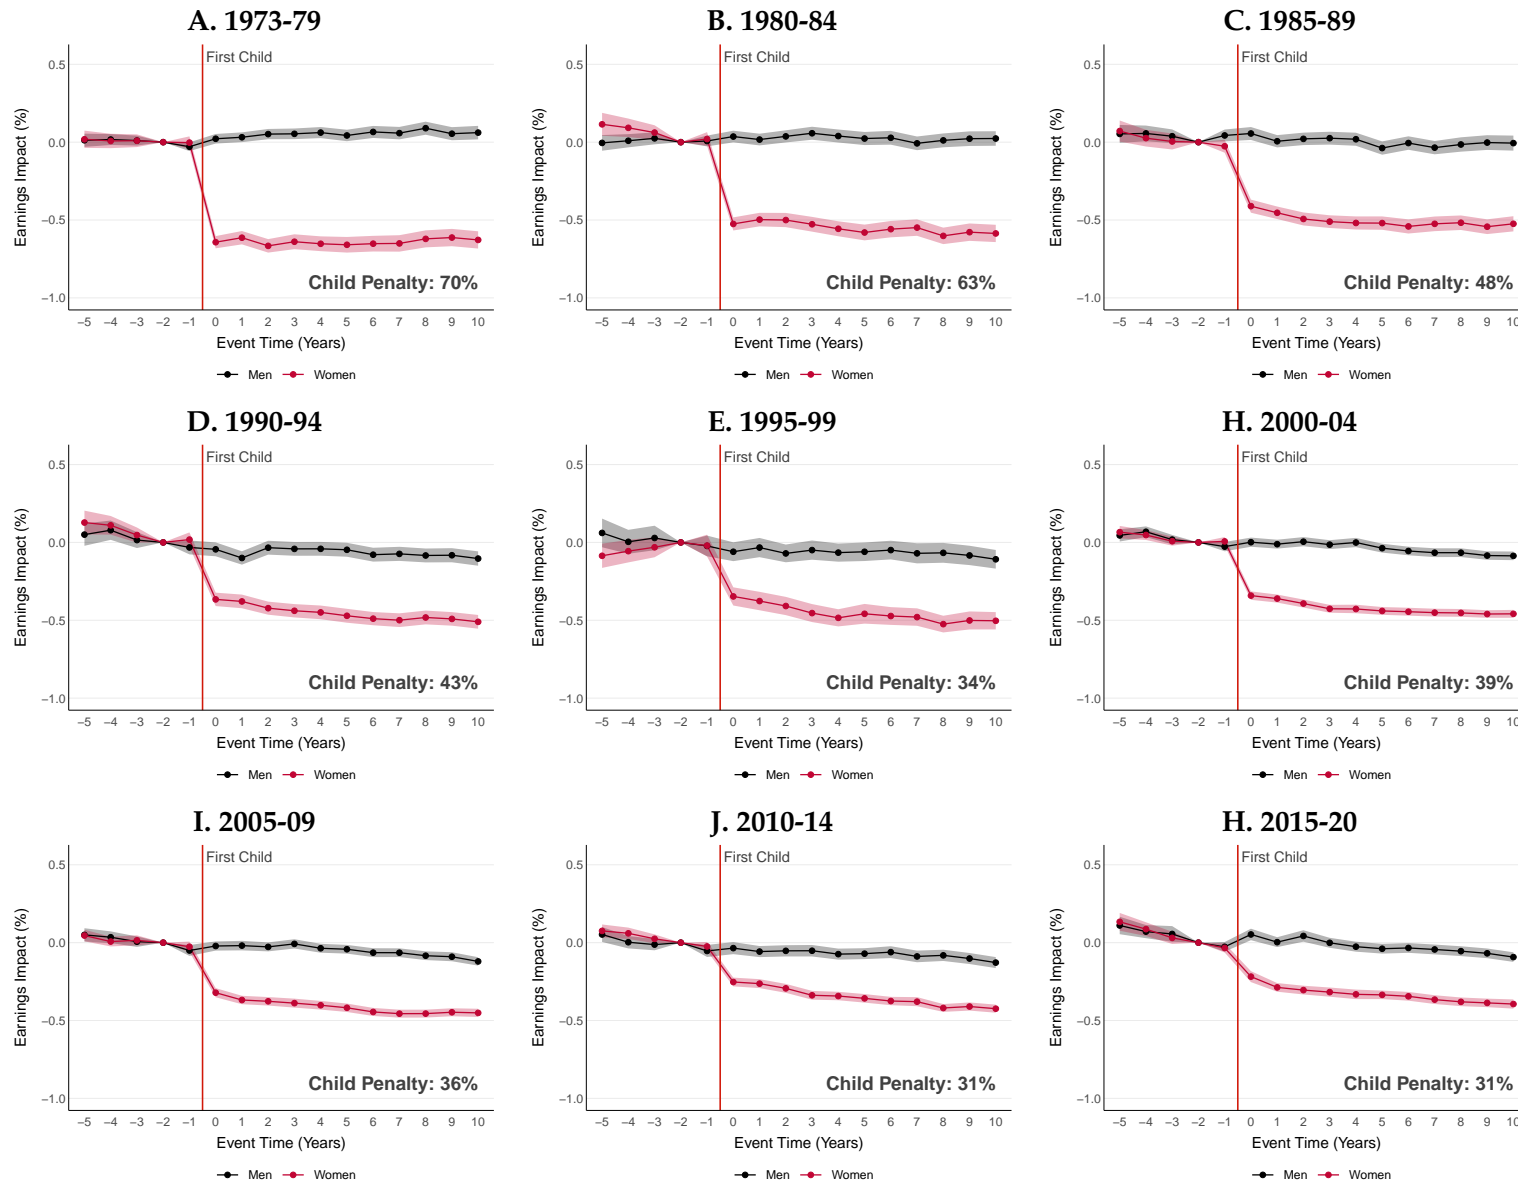 A. 1973-79
First Child
Earnings Impact (%)
0.5
0.0
−0.5
−1.0
Child Penalty: 70%
−5 −4 −3 −2 −1 0 1 2 3 4 5 6 7 8 9 10
Event Time (Years)
Men Women
B. 1980-84
First Child
Earnings Impact (%)
0.5
0.0
−0.5
−1.0
Child Penalty: 63%
−5 −4 −3 −2 −1 0 1 2 3 4 5 6 7 8 9 10
Event Time (Years)
Men Women
C. 1985-89
First Child
Earnings Impact (%)
0.5
0.0
−0.5
−1.0
Child Penalty: 48%
−5 −4 −3 −2 −1 0 1 2 3 4 5 6 7 8 9 10
Event Time (Years)
Men Women
D. 1990-94
First Child
Earnings Impact (%)
0.5
0.0
−0.5
−1.0
Child Penalty: 43%
−5 −4 −3 −2 −1 0 1 2 3 4 5 6 7 8 9 10
Event Time (Years)
Men Women
E. 1995-99
First Child
Earnings Impact (%)
0.5
0.0
−0.5
−1.0
Child Penalty: 34%
−5 −4 −3 −2 −1 0 1 2 3 4 5 6 7 8 9 10
Event Time (Years)
Men Women
H. 2000-04
First Child
Earnings Impact (%)
0.5
0.0
−0.5
−1.0
Child Penalty: 39%
−5 −4 −3 −2 −1 0 1 2 3 4 5 6 7 8 9 10
Event Time (Years)
Men Women
I. 2005-09
First Child
Earnings Impact (%)
0.5
0.0
−0.5
−1.0
Child Penalty: 36%
−5 −4 −3 −2 −1 0 1 2 3 4 5 6 7 8 9 10
Event Time (Years)
Men Women
J. 2010-14
First Child
Earnings Impact (%)
0.5
0.0
−0.5
−1.0
Child Penalty: 31%
−5 −4 −3 −2 −1 0 1 2 3 4 5 6 7 8 9 10
Event Time (Years)
Men Women
H. 2015-20
First Child
Earnings Impact (%)
0.5
0.0
−0.5
−1.0
Child Penalty: 31%
−5 −4 −3 −2 −1 0 1 2 3 4 5 6 7 8 9 10
Event Time (Years)
Men Women